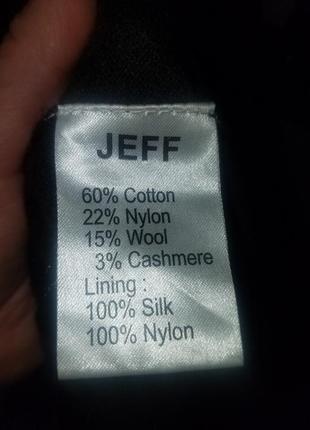 JEFF
60% Cotton
22% Nylon
15% Wool
3% Cashmere
Lining :
100% Silk
100% Nylon